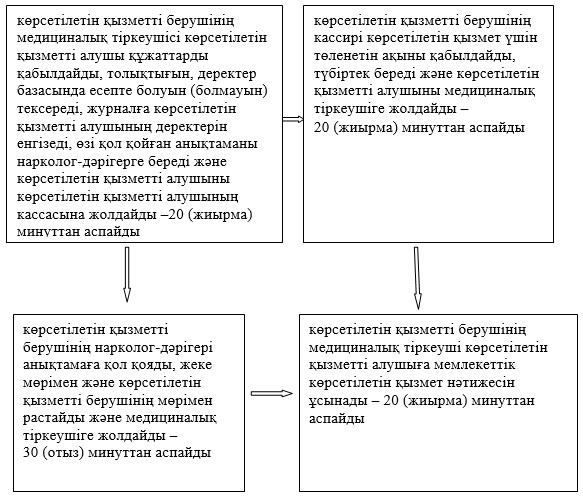 көрсетілетін қызметті берушінің
медициналық тіркеушісі көрсетілетін
қызметті алушы құжаттарды
қабылдайды, толықтығын, деректер
базасында есепте болуын (болмауын)
тексереді, журналға көрсетілетін
қызметті алушының деректерін
енгізеді, өзі қол қойған анықтаманы
нарколог-дәрігерге береді және
көрсетілетін қызметті алушыны
көрсетілетін қызметті алушының
кассасына жолдайды –20 (жиырма)
минуттан аспайды
көрсетілетін қызметті берушінің
кассирі көрсетілетін қызмет үшін
төленетін ақыны қабылдайды,
түбіртек береді және көрсетілетін
қызметті алушыны медициналық
тіркеушіге жолдайды –
20 (жиырма) минуттан аспайды
көрсетілетін қызметті
берушінің нарколог-дәрігері
анықтамаға қол қояды, жеке
мөрімен және көрсетілетін
қызметті берушінің мөрімен
растайды және медициналық
тіркеушіге жолдайды –
30 (отыз) минуттан аспайды
көрсетілетін қызметті берушінің
медициналық тіркеуші көрсетілетін
қызметті алушыға мемлекеттік
көрсетілетін қызмет нәтижесін
ұсынады – 20 (жиырма) минуттан
аспайды